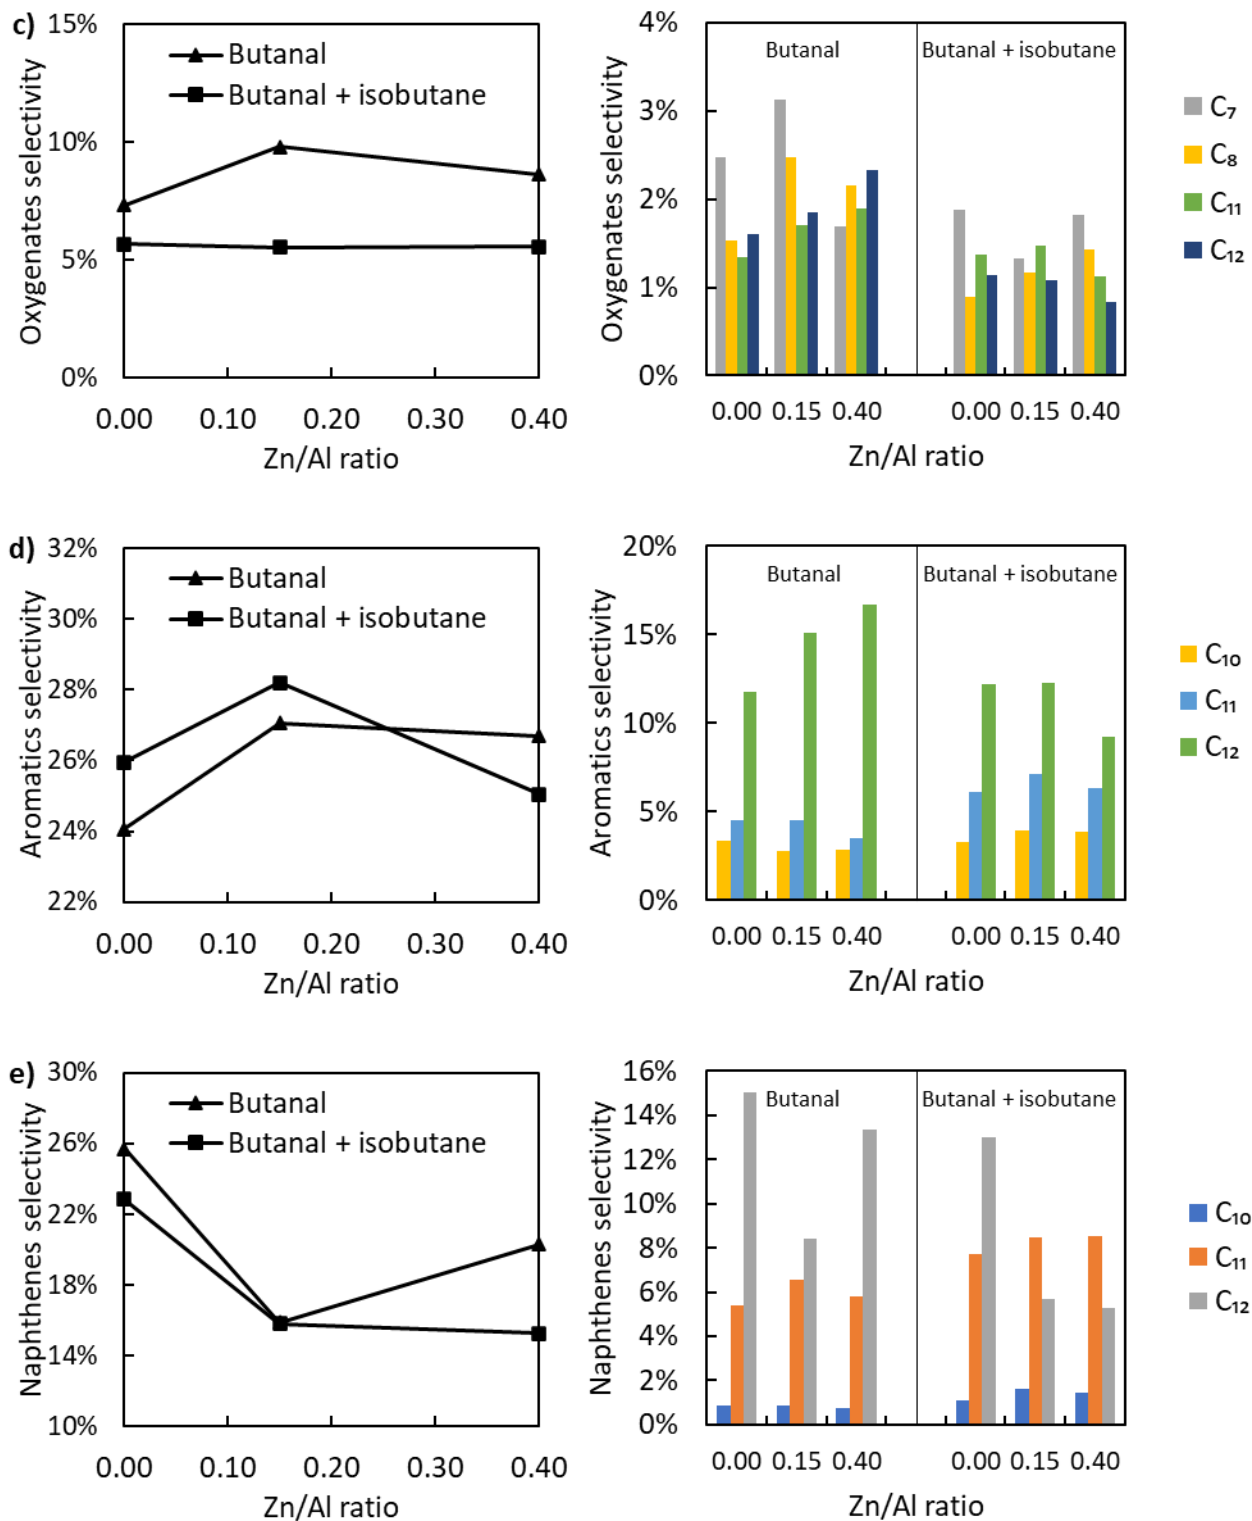 c)
Oxygenates selectivity
15%
10%
5%
0%
Butanal
Butanal + isobutane
0.00 0.10 0.20 0.30 0.40
Zn/Al ratio
Oxygenates selectivity
4%
3%
2%
1%
0%
Butanal
Butanal + isobutane
0.00 0.15 0.40 0.00 0.15 0.40
Zn/Al ratio
C₇
C₈
C₁₁
C₁₂
d)
Aromatics selectivity
32%
30%
28%
26%
24%
22%
Butanal
Butanal + isobutane
0.00 0.10 0.20 0.30 0.40
Zn/Al ratio
Aromatics selectivity
20%
15%
10%
5%
0%
Butanal
Butanal + isobutane
0.00 0.15 0.40 0.00 0.15 0.40
Zn/Al ratio
C₁₀
C₁₁
C₁₂
e)
Naphthenes selectivity
30%
26%
22%
18%
14%
10%
Butanal
Butanal + isobutane
0.00 0.10 0.20 0.30 0.40
Zn/Al ratio
Naphthenes selectivity
16%
14%
12%
10%
8%
6%
4%
2%
0%
Butanal
Butanal + isobutane
0.00 0.15 0.40 0.00 0.15 0.40
Zn/Al ratio
C₁₀
C₁₁
C₁₂